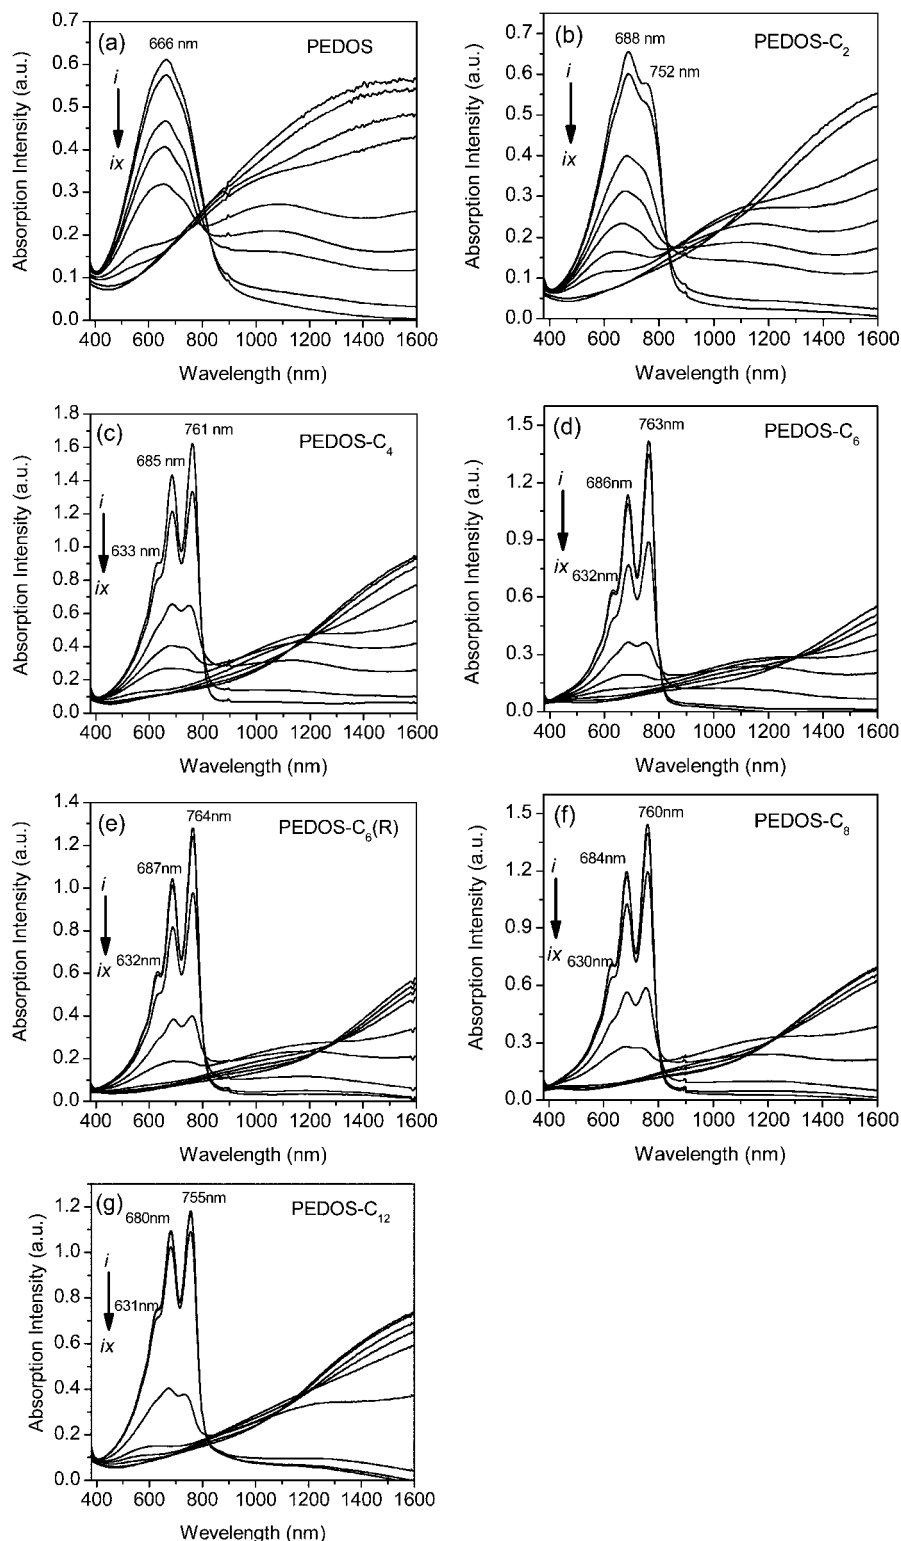 (a)
666 nm
PEDOS
i
ix
0.7
0.6
0.5
0.4
0.3
0.2
0.1
0.0
400 600 800 1000 1200 1400 1600
Absorption Intensity (a.u.)
Wavelength (nm)
(b)
688 nm
752 nm
PEDOS-C2
i
ix
0.7
0.6
0.5
0.4
0.3
0.2
0.1
0.0
400 600 800 1000 1200 1400 1600
Absorption Intensity (a.u.)
Wavelength (nm)
(c)
761 nm
685 nm
633 nm
PEDOS-C4
i
ix
1.8
1.6
1.4
1.2
1.0
0.8
0.6
0.4
0.2
0.0
400 600 800 1000 1200 1400 1600
Absorption Intensity (a.u.)
Wavelength (nm)
(d)
763nm
686nm
632nm
PEDOS-C6
i
ix
1.5
1.2
0.9
0.6
0.3
0.0
400 600 800 1000 1200 1400 1600
Absorption Intensity (a.u.)
Wavelength (nm)
(e)
764nm
687nm
632nm
PEDOS-C6(R)
i
ix
1.4
1.2
1.0
0.8
0.6
0.4
0.2
0.0
400 600 800 1000 1200 1400 1600
Absorption Intensity (a.u.)
Wavelength (nm)
(f)
760nm
684nm
630nm
PEDOS-C8
i
ix
1.5
1.2
0.9
0.6
0.3
0.0
400 600 800 1000 1200 1400 1600
Absorption Intensity (a.u.)
Wavelength (nm)
(g)
755nm
680nm
631nm
PEDOS-C12
i
ix
1.2
1.0
0.8
0.6
0.4
0.2
0.0
400 600 800 1000 1200 1400 1600
Absorption Intensity (a.u.)
Wevelength (nm)